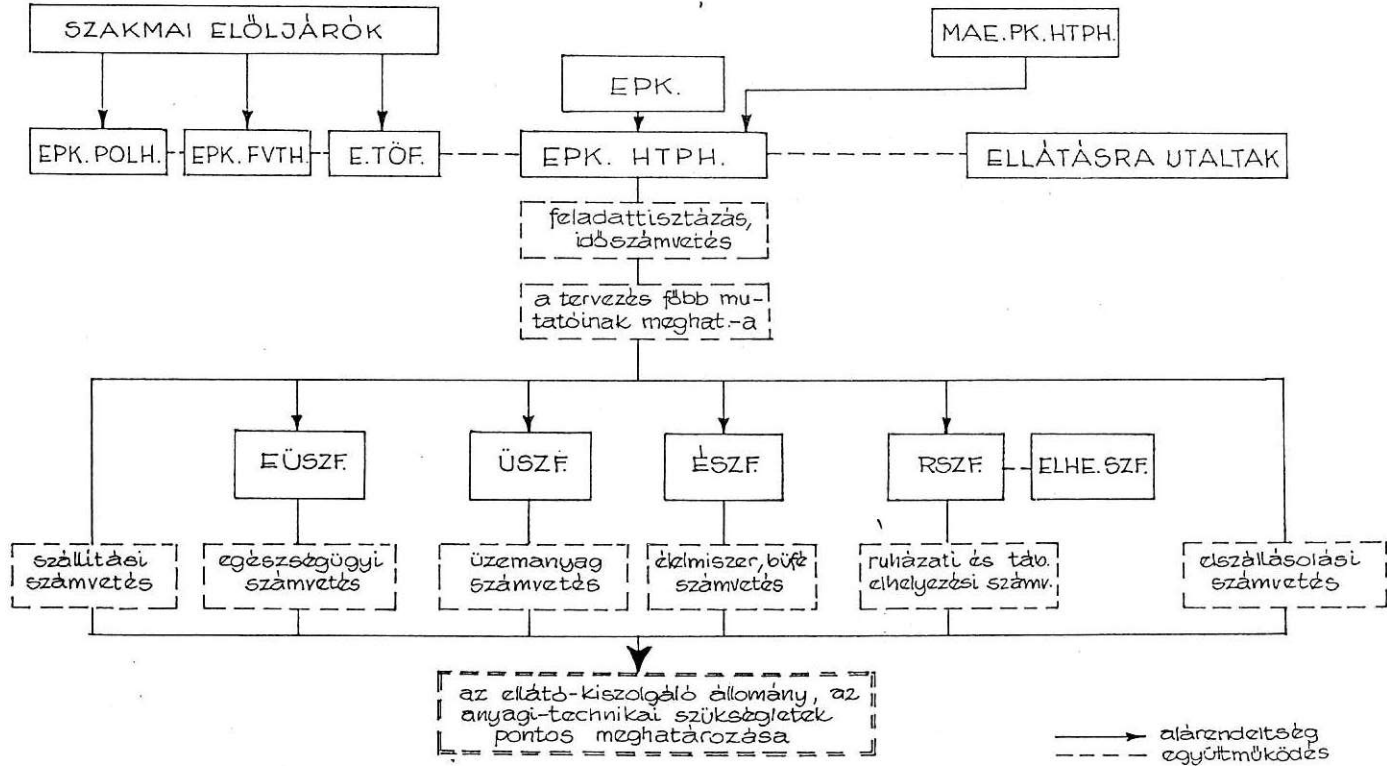 SZAKMAI ELŐLJÁRÓK
MAE.PK.HTPH.
EPK.
EPK. POLH.
EPK. FVTH.
E.TÖF.
EPK. HTPH.
ELLÁTÁSRA UTALTAK
feladattisztázás,
időszámvetés
a tervezés főbb mu-
tatóinak meghat.-a
EÜSZF.
ÜSZF.
ÉSZF.
RSZF.
ELHE.SZF.
szállítási
számvetés
egészségügyi
számvetés
üzemanyag
számvetés
élelmiszer, büfé
számvetés
ruházati és táb.
elhelyezési számv.
elszállásolási
számvetés
az ellátó-kiszolgáló állomány, az
anyagi-technikai szükségletek
pontos meghatározása
alárendeltség
együttműködés